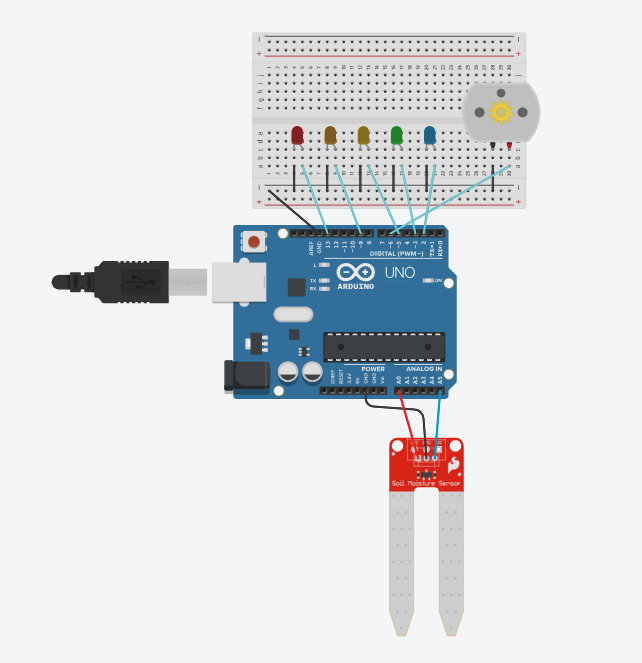 a b c d e
f g h i j
AREF
GND
13
12
~11
~10
~9
8
7
~6
~5
4
~3
2
TX→1
RX←0
DIGITAL (PWM~)
L
TX
RX
UNO
ON
ARDUINO
POWER
ANALOG IN
IOREF
RESET
3.3V
5V
GND
GND
Vin
A0
A1
A2
A3
A4
A5
Soil Moisture Sensor